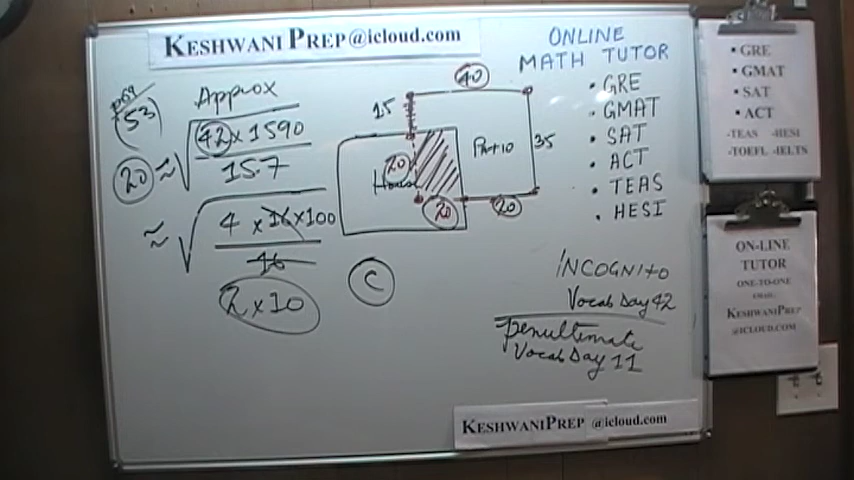 KESHWANI PREP@icloud.com
Approx
P69
(53)
42 x 1590
15.7
20 ≈ √
≈ √
4 x 16 x 100
16
2 x 10
C
40
15
35
20
House
Patio
20
20
ONLINE
MATH TUTOR
• GRE
• GMAT
• SAT
• ACT
• TEAS
• HESI
INCOGNITO
Vocab Day 42
penultimate
Vocab Day 11
KESHWANIPREP @icloud.com
• GRE
• GMAT
• SAT
• ACT
-TEAS -HESI
-TOEFL -IELTS
ON-LINE
TUTOR
ONE-TO-ONE
EMAIL
KESHWANIPREP
@ICLOUD.COM